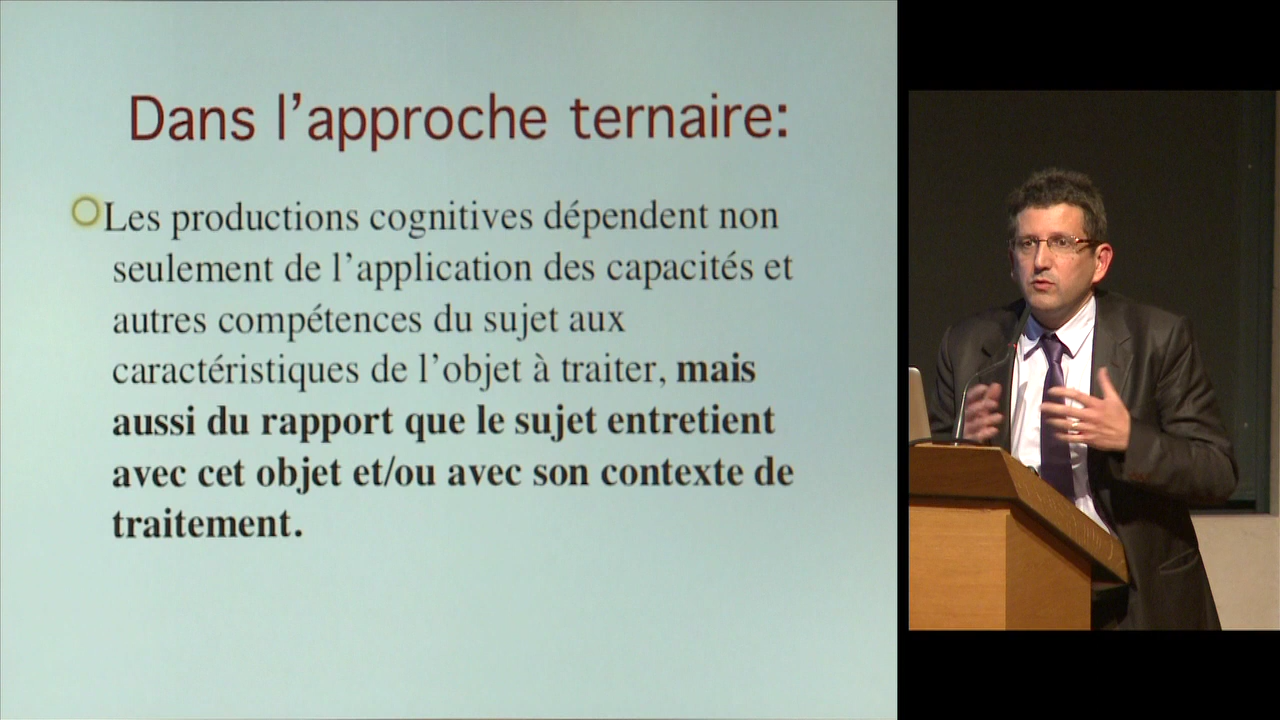 Dans l’approche ternaire:
Les productions cognitives dépendent non
seulement de l’application des capacités et
autres compétences du sujet aux
caractéristiques de l’objet à traiter, mais
aussi du rapport que le sujet entretient
avec cet objet et/ou avec son contexte de
traitement.